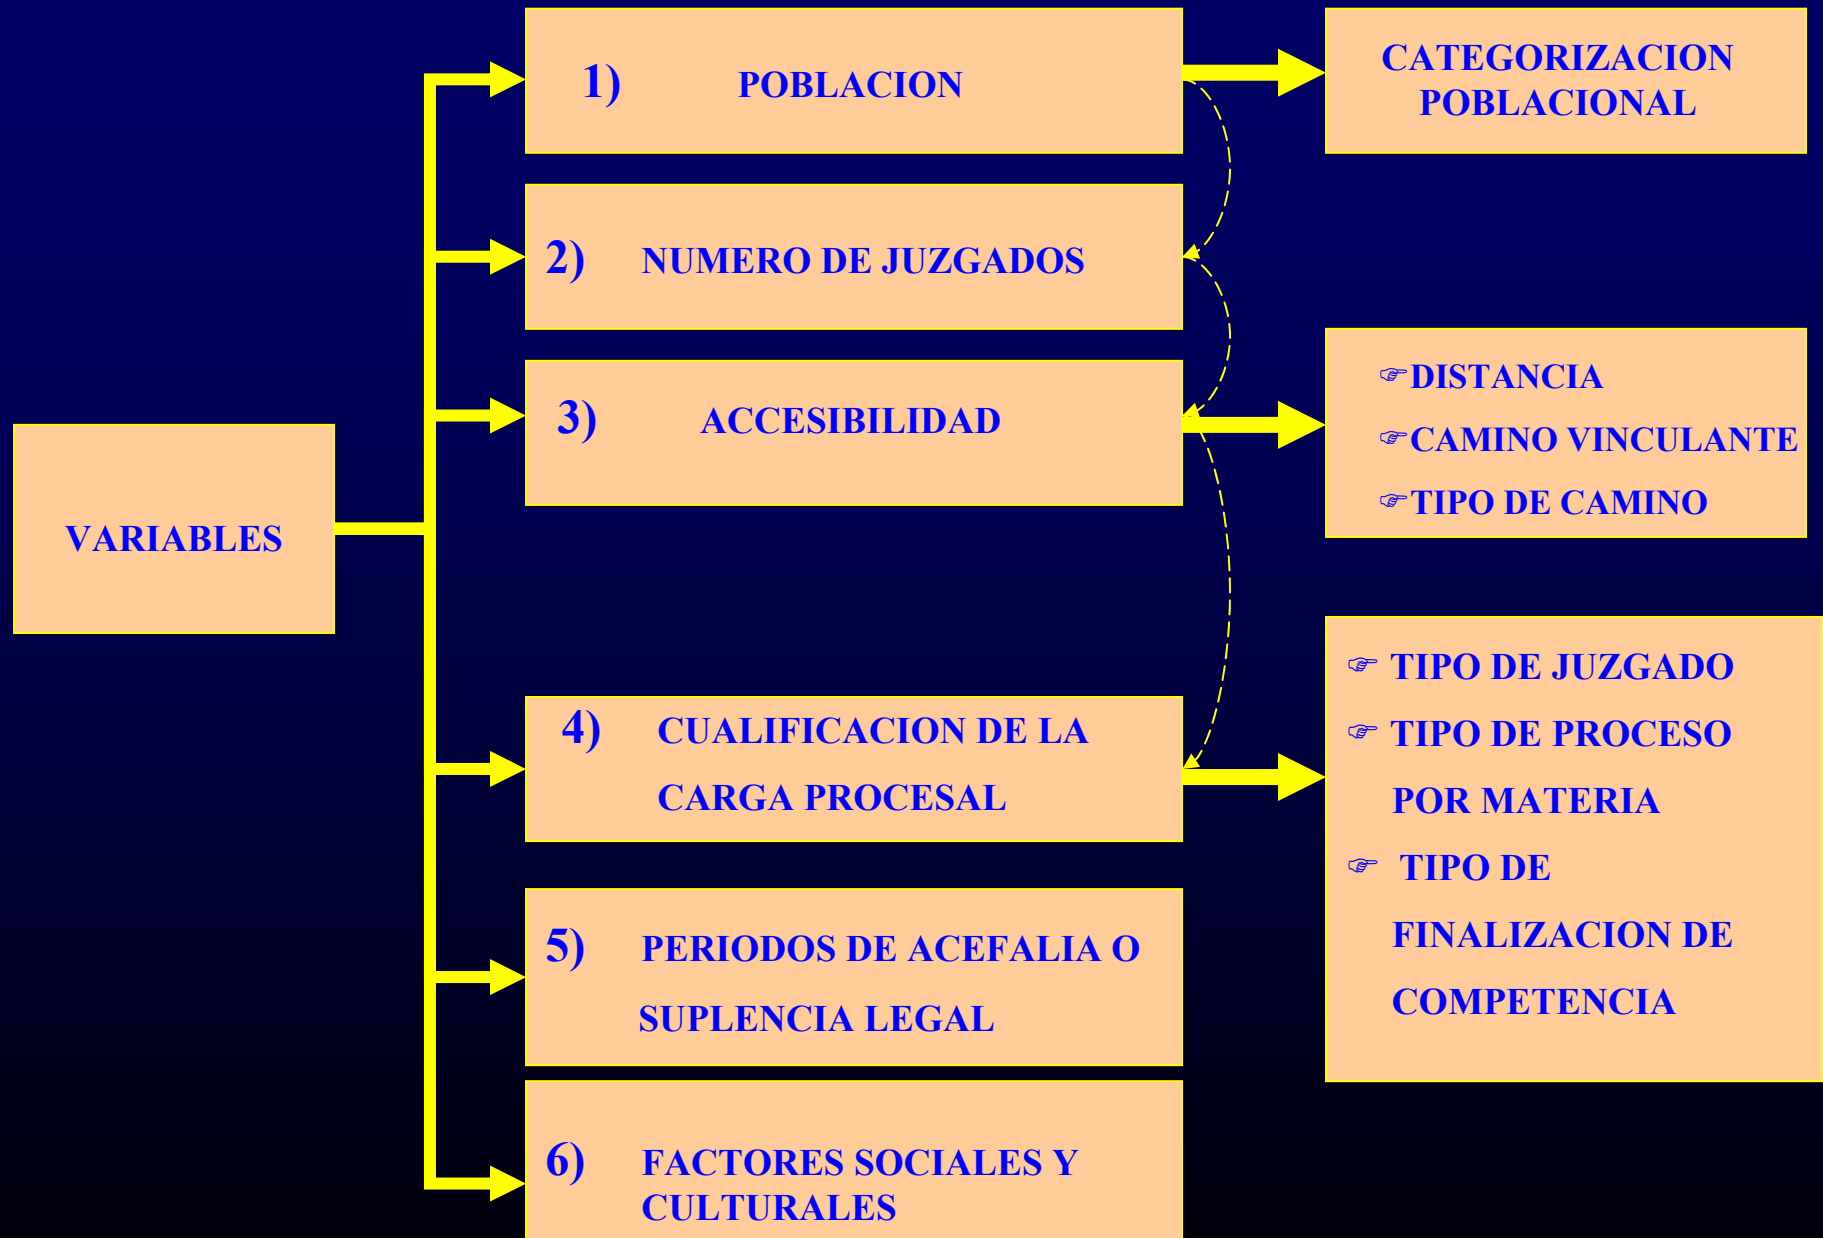 VARIABLES
1) POBLACION
CATEGORIZACION
POBLACIONAL
2) NUMERO DE JUZGADOS
3) ACCESIBILIDAD
☞DISTANCIA
☞CAMINO VINCULANTE
☞TIPO DE CAMINO
4) CUALIFICACION DE LA
CARGA PROCESAL
☞ TIPO DE JUZGADO
☞ TIPO DE PROCESO
POR MATERIA
☞ TIPO DE
FINALIZACION DE
COMPETENCIA
5) PERIODOS DE ACEFALIA O
SUPLENCIA LEGAL
6) FACTORES SOCIALES Y
CULTURALES